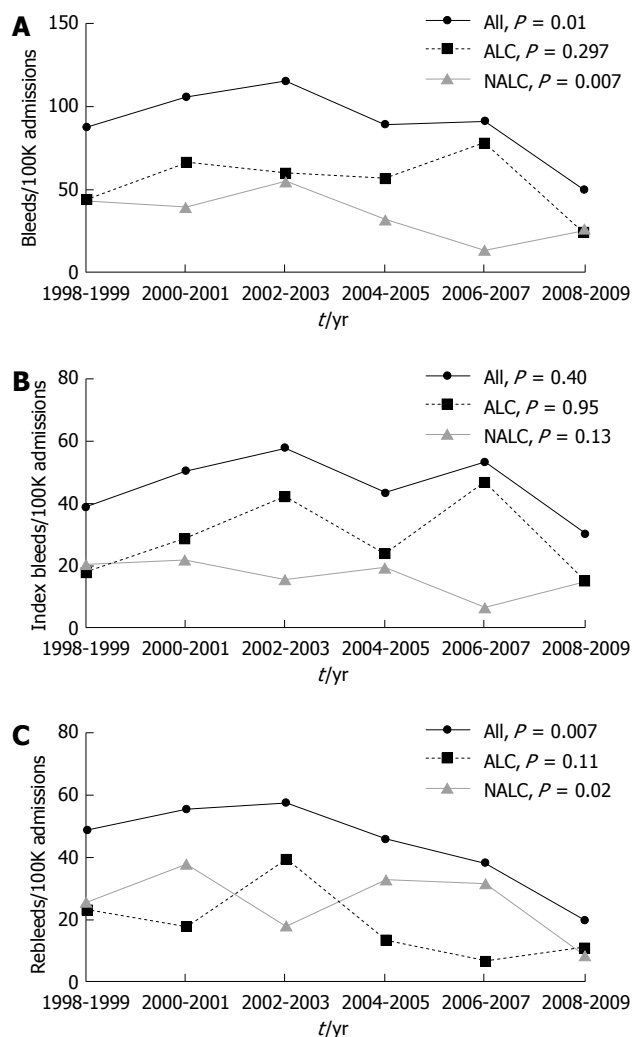 A
150
100
50
0
Bleeds/100K admissions
All, P = 0.01
ALC, P = 0.297
NALC, P = 0.007
1998-1999 2000-2001 2002-2003 2004-2005 2006-2007 2008-2009
t/yr
B
80
60
40
20
0
Index bleeds/100K admissions
All, P = 0.40
ALC, P = 0.95
NALC, P = 0.13
1998-1999 2000-2001 2002-2003 2004-2005 2006-2007 2008-2009
t/yr
C
80
60
40
20
0
Rebleeds/100K admissions
All, P = 0.007
ALC, P = 0.11
NALC, P = 0.02
1998-1999 2000-2001 2002-2003 2004-2005 2006-2007 2008-2009
t/yr